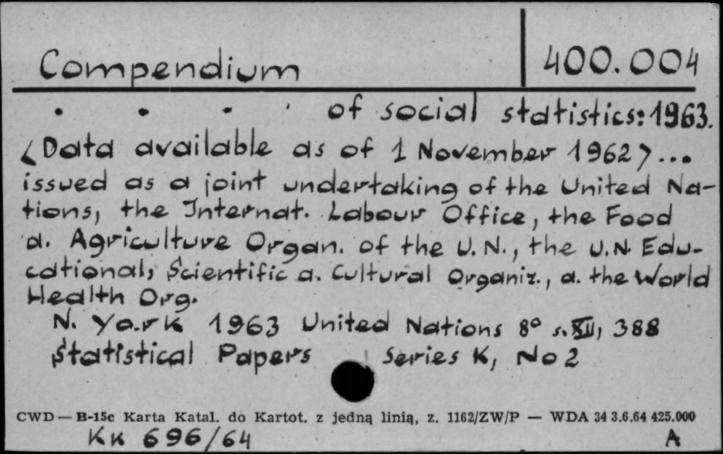 Compendium 400.004
. . . . of social statistics: 1963.
<Data available as of 1 November 1962>...
issued as a joint undertaking of the United Na-
tions, the Internat. Labour Office, the Food
a. Agriculture Organ. of the U.N., the U.N. Edu-
cational, Scientific a. Cultural Organiz., a. the World
Health Org.
N. York 1963 United Nations 8° s. XII, 388
Statistical Papers Series K, No 2
CWD — B-15c Karta Katal. do Kartot. z jedną linią, z. 1162/ZW/P — WDA 34 3.6.64 425.000
KK 696/64 A